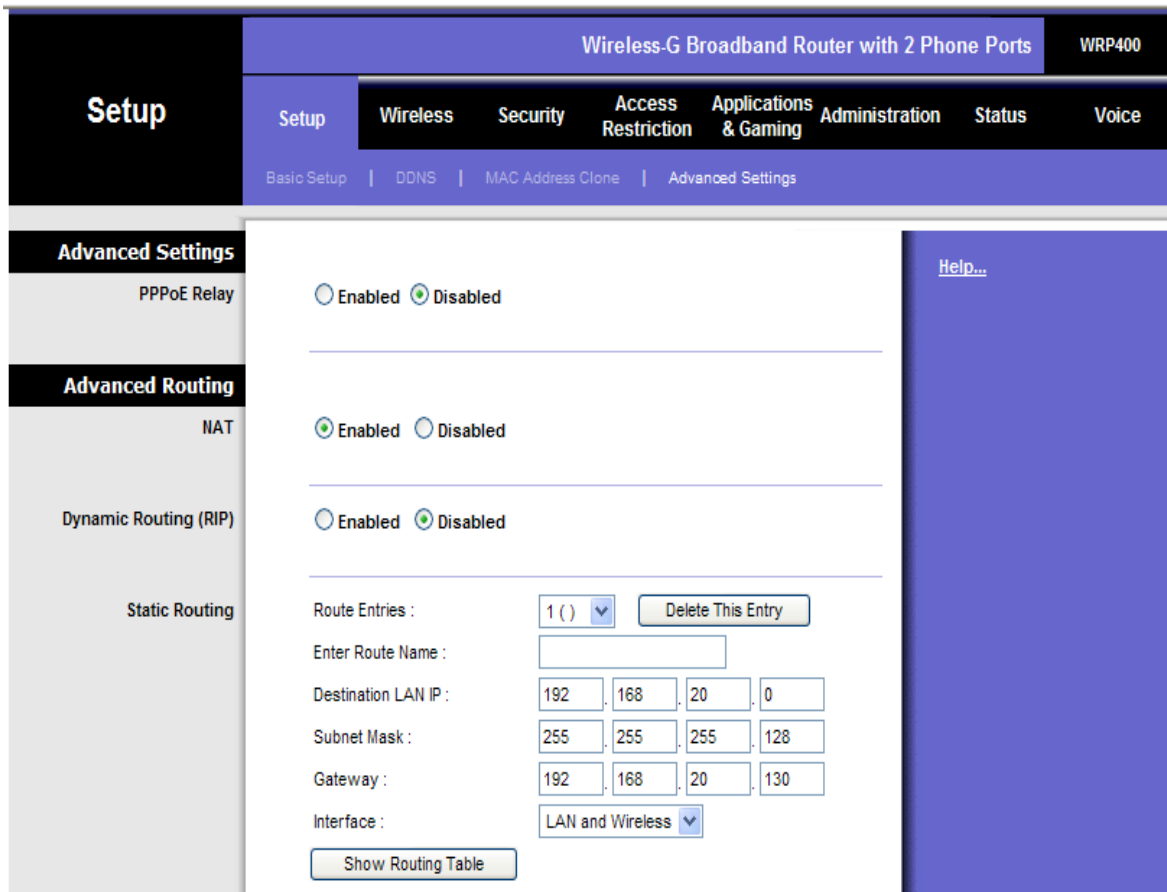 Wireless-G Broadband Router with 2 Phone Ports WRP400
Setup
Setup Wireless Security Access Restriction Applications & Gaming Administration Status Voice
Basic Setup | DDNS | MAC Address Clone | Advanced Settings
Advanced Settings
Help...
PPPoE Relay Enabled Disabled
Advanced Routing
NAT Enabled Disabled
Dynamic Routing (RIP) Enabled Disabled
Static Routing Route Entries : 1 ( ) Delete This Entry
Enter Route Name :
Destination LAN IP : 192 . 168 . 20 . 0
Subnet Mask : 255 . 255 . 255 . 128
Gateway : 192 . 168 . 20 . 130
Interface : LAN and Wireless
Show Routing Table